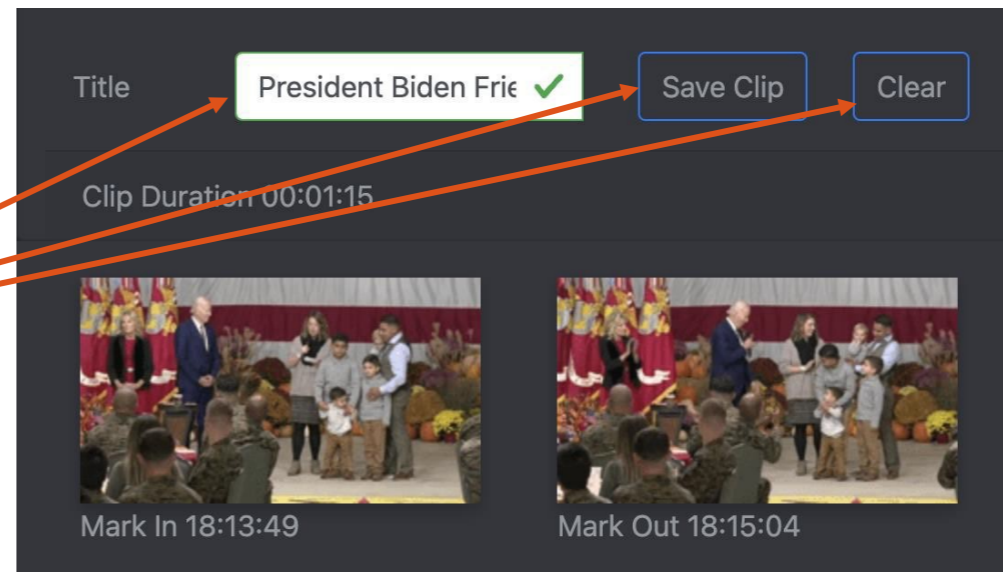 Title President Biden Frie Save Clip Clear
Clip Duration 00:01:15
Mark In 18:13:49 Mark Out 18:15:04